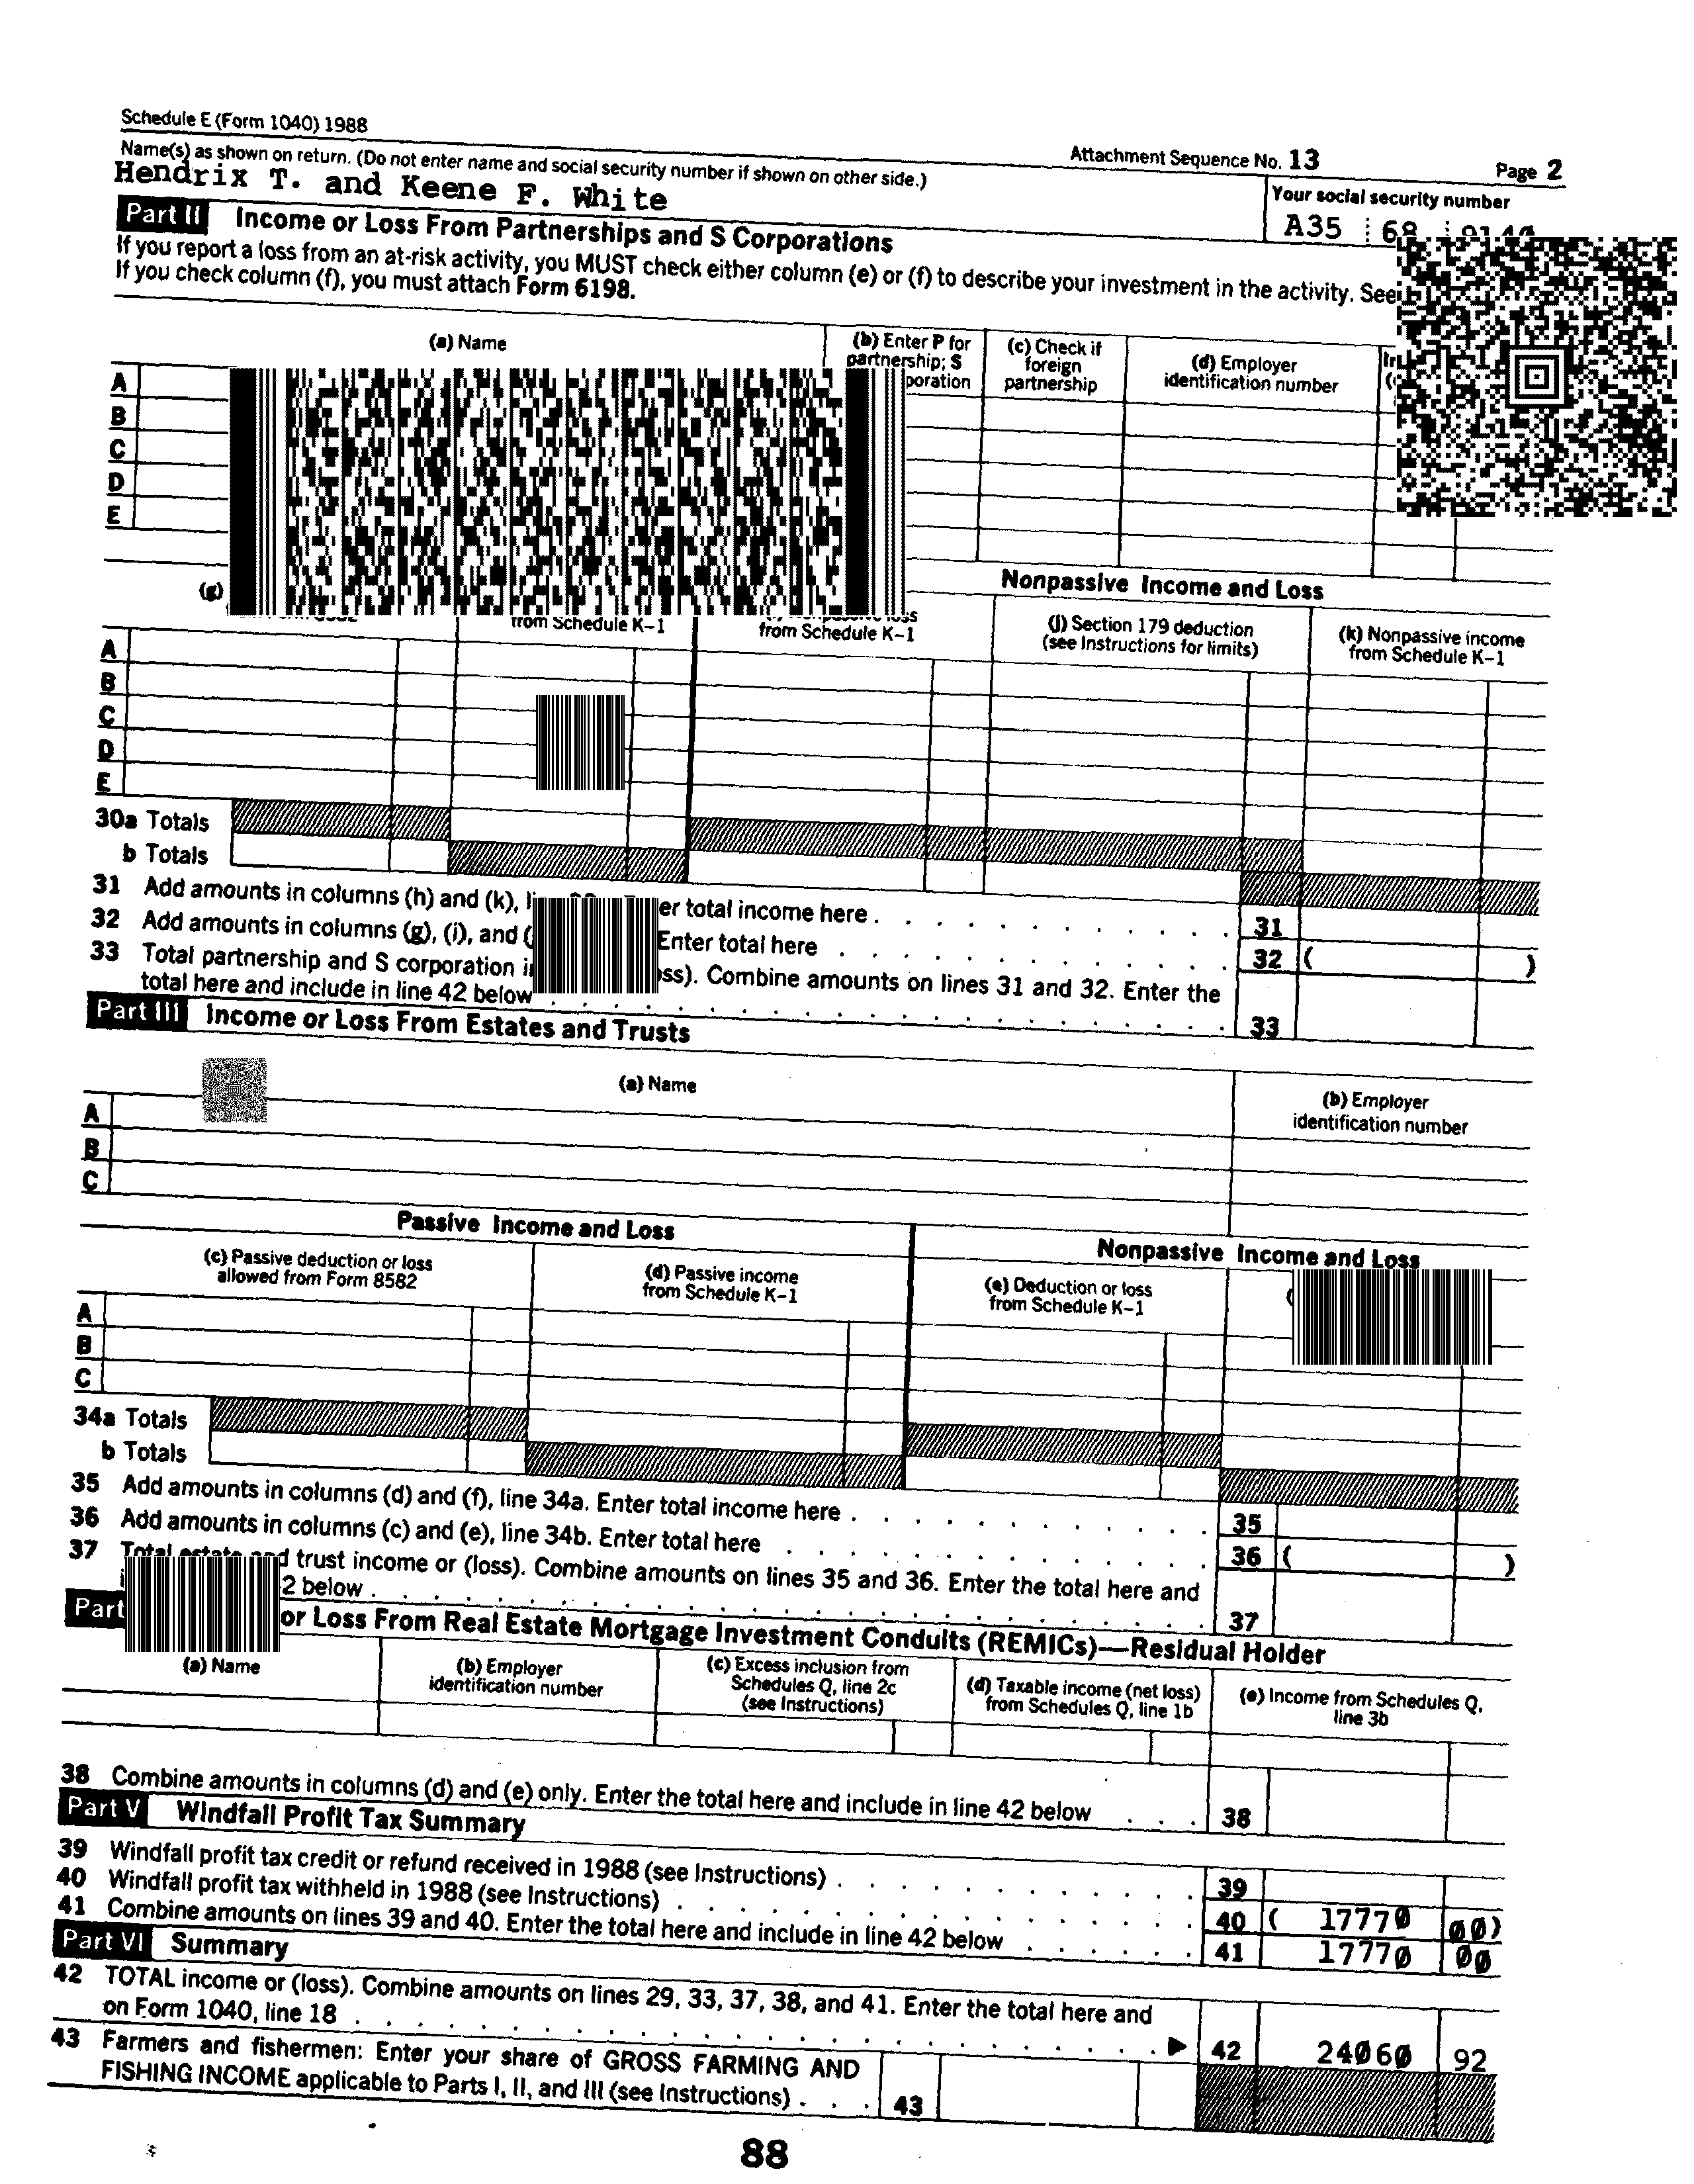 Schedule E (Form 1040) 1988
Attachment Sequence No. 13
Page 2
Name(s) as shown on return. (Do not enter name and social security number if shown on other side.)
Your social security number
Hendrix T. and Keene F. White
A35 68
Part II Income or Loss From Partnerships and S Corporations
If you report a loss from an at-risk activity, you MUST check either column (e) or (f) to describe your investment in the activity. See
If you check column (f), you must attach Form 6198.
(a) Name
(b) Enter P for
partnership; S
(c) Check if
foreign
partnership
(d) Employer
identification number
A
B
C
D
E
Nonpassive Income and Loss
(g)
from Schedule K–1
from Schedule K–1
(j) Section 179 deduction
(see Instructions for limits)
(k) Nonpassive income
from Schedule K–1
A
B
C
D
E
30a Totals
b Totals
31 Add amounts in columns (h) and (k), total income here . . . . . . . . . . . 31
32 Add amounts in columns (g), (i), and Enter total here . . . . . . . . . . . . . 32 ( )
33 Total partnership and S corporation Combine amounts on lines 31 and 32. Enter the
total here and include in line 42 below . . . . . . . . . . . . . . . . . . . . . . 33
Part III Income or Loss From Estates and Trusts
(a) Name
(b) Employer
identification number
A
B
C
Passive Income and Loss
Nonpassive Income and Loss
(c) Passive deduction or loss
allowed from Form 8582
(d) Passive income
from Schedule K–1
(e) Deduction or loss
from Schedule K–1
A
B
C
34a Totals
b Totals
35 Add amounts in columns (d) and (f), line 34a. Enter total income here . . . . . . . . . . . . 35
36 Add amounts in columns (c) and (e), line 34b. Enter total here . . . . . . . . . . . . . . 36 ( )
37 Total estate and trust income or (loss). Combine amounts on lines 35 and 36. Enter the total here and
below . . . . . . . . . . . . . . . . . . . . . . . . . . . 37
Part or Loss From Real Estate Mortgage Investment Conduits (REMICs)—Residual Holder
(a) Name
(b) Employer
identification number
(c) Excess inclusion from
Schedules Q, line 2c
(see Instructions)
(d) Taxable income (net loss)
from Schedules Q, line 1b
(e) Income from Schedules Q,
line 3b
38 Combine amounts in columns (d) and (e) only. Enter the total here and include in line 42 below . . . 38
Part V Windfall Profit Tax Summary
39 Windfall profit tax credit or refund received in 1988 (see Instructions) . . . . . . . . . . . . 39
40 Windfall profit tax withheld in 1988 (see Instructions) . . . . . . . . . . . . . . . . . 40 ( 17770 00)
41 Combine amounts on lines 39 and 40. Enter the total here and include in line 42 below . . . . . . 41 17770 00
Part VI Summary
42 TOTAL income or (loss). Combine amounts on lines 29, 33, 37, 38, and 41. Enter the total here and
on Form 1040, line 18 . . . . . . . . . . . . . . . . . . . . . . . . . . ▶ 42 24060 92
43 Farmers and fishermen: Enter your share of GROSS FARMING AND
FISHING INCOME applicable to Parts I, II, and III (see Instructions) . . . 43
88